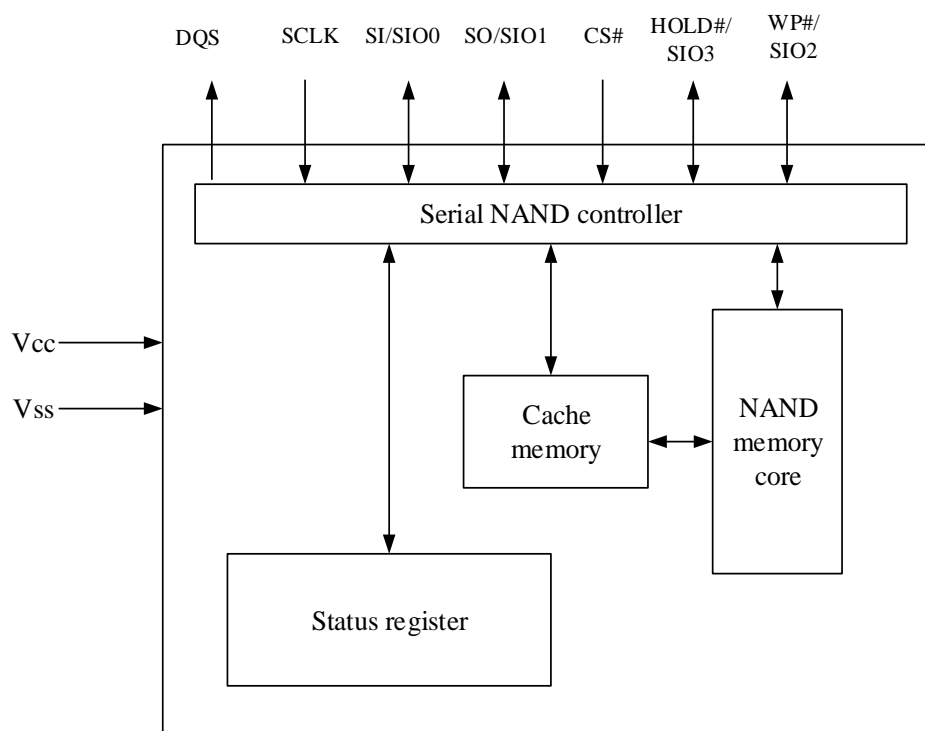 DQS
SCLK
SI/SIO0
SO/SIO1
CS#
HOLD#/
SIO3
WP#/
SIO2
Serial NAND controller
Vcc
Vss
Cache
memory
NAND
memory
core
Status register